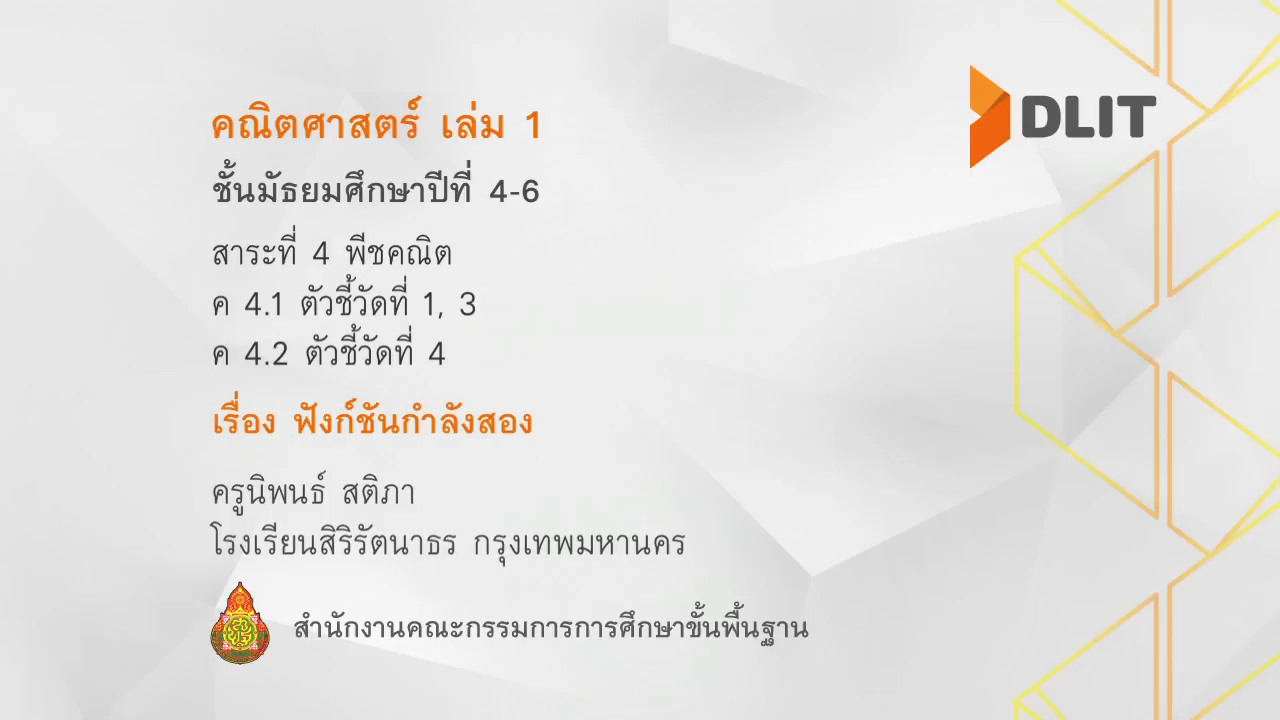 คณิตศาสตร์ เล่ม 1
DLIT
ชั้นมัธยมศึกษาปีที่ 4-6
สาระที่ 4 พีชคณิต
ค 4.1 ตัวชี้วัดที่ 1, 3
ค 4.2 ตัวชี้วัดที่ 4
เรื่อง ฟังก์ชันกำลังสอง
ครูนิพนธ์ สติภา
โรงเรียนสิริรัตนาธร กรุงเทพมหานคร
สำนักงานคณะกรรมการการศึกษาขั้นพื้นฐาน